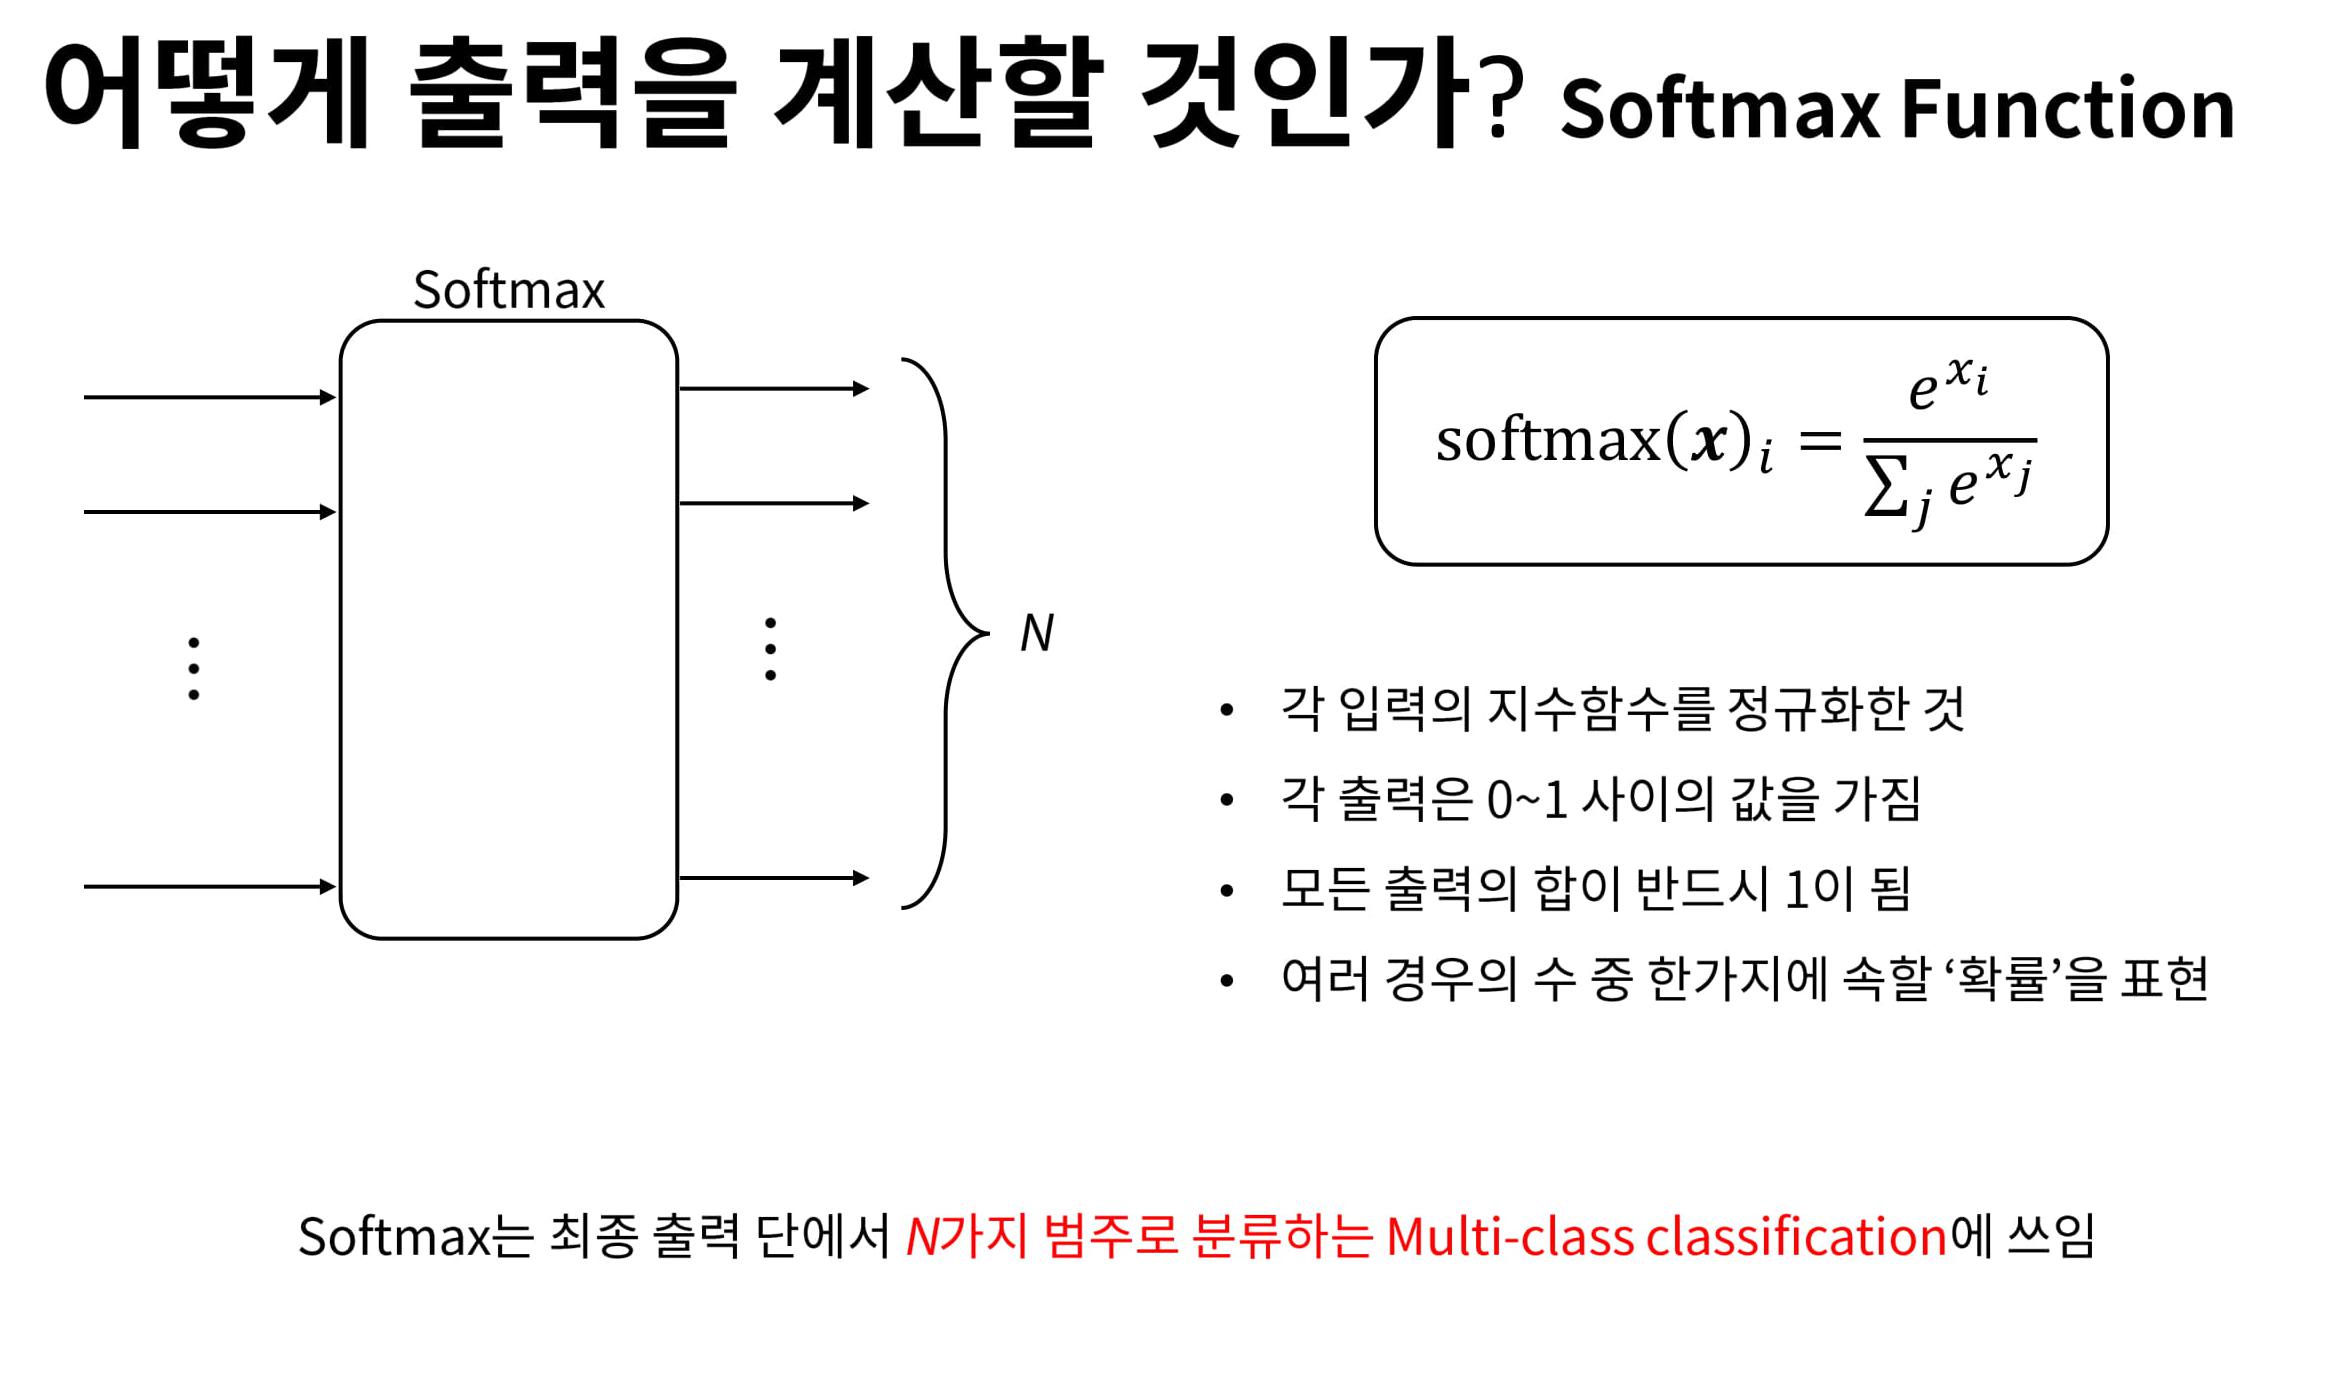 어떻게 출력을 계산할 것인가? Softmax Function
Softmax
N
softmax(𝒙)ᵢ = e^{x_i} / ∑_j e^{x_j}
• 각 입력의 지수함수를 정규화한 것
• 각 출력은 0~1 사이의 값을 가짐
• 모든 출력의 합이 반드시 1이 됨
• 여러 경우의 수 중 한가지에 속할 ‘확률’을 표현
Softmax는 최종 출력 단에서 N가지 범주로 분류하는 Multi-class classification에 쓰임